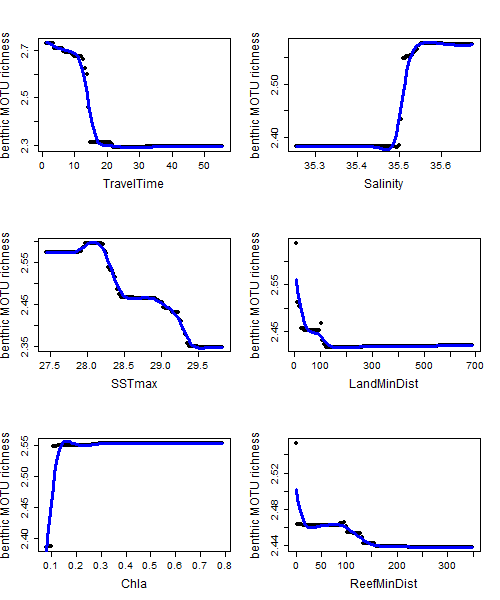 benthic MOTU richness
2.3 2.5 2.7
0 10 20 30 40 50
TravelTime
benthic MOTU richness
2.40 2.50
35.3 35.4 35.5 35.6
Salinity
benthic MOTU richness
2.35 2.45 2.55
27.5 28.0 28.5 29.0 29.5
SSTmax
benthic MOTU richness
2.45 2.55
0 100 300 500 700
LandMinDist
benthic MOTU richness
2.40 2.45 2.50 2.55
0.1 0.2 0.3 0.4 0.5 0.6 0.7 0.8
Chla
benthic MOTU richness
2.44 2.48 2.52
0 50 100 200 300
ReefMinDist